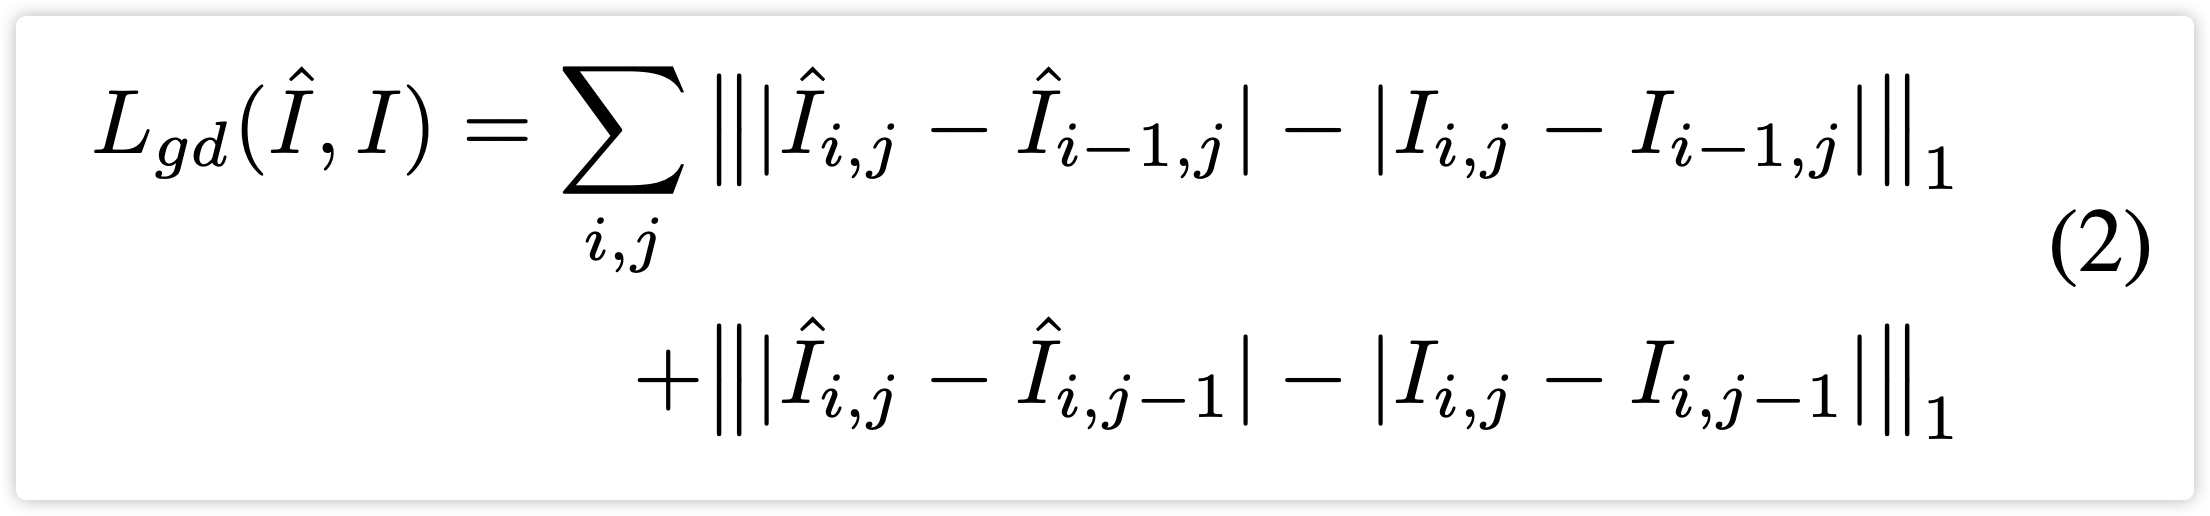 L_{gd}(\hat{I}, I) = \sum_{i,j} \left\| |\hat{I}_{i,j} - \hat{I}_{i-1,j}| - |I_{i,j} - I_{i-1,j}| \right\|_1
(2)
+ \left\| |\hat{I}_{i,j} - \hat{I}_{i,j-1}| - |I_{i,j} - I_{i,j-1}| \right\|_1